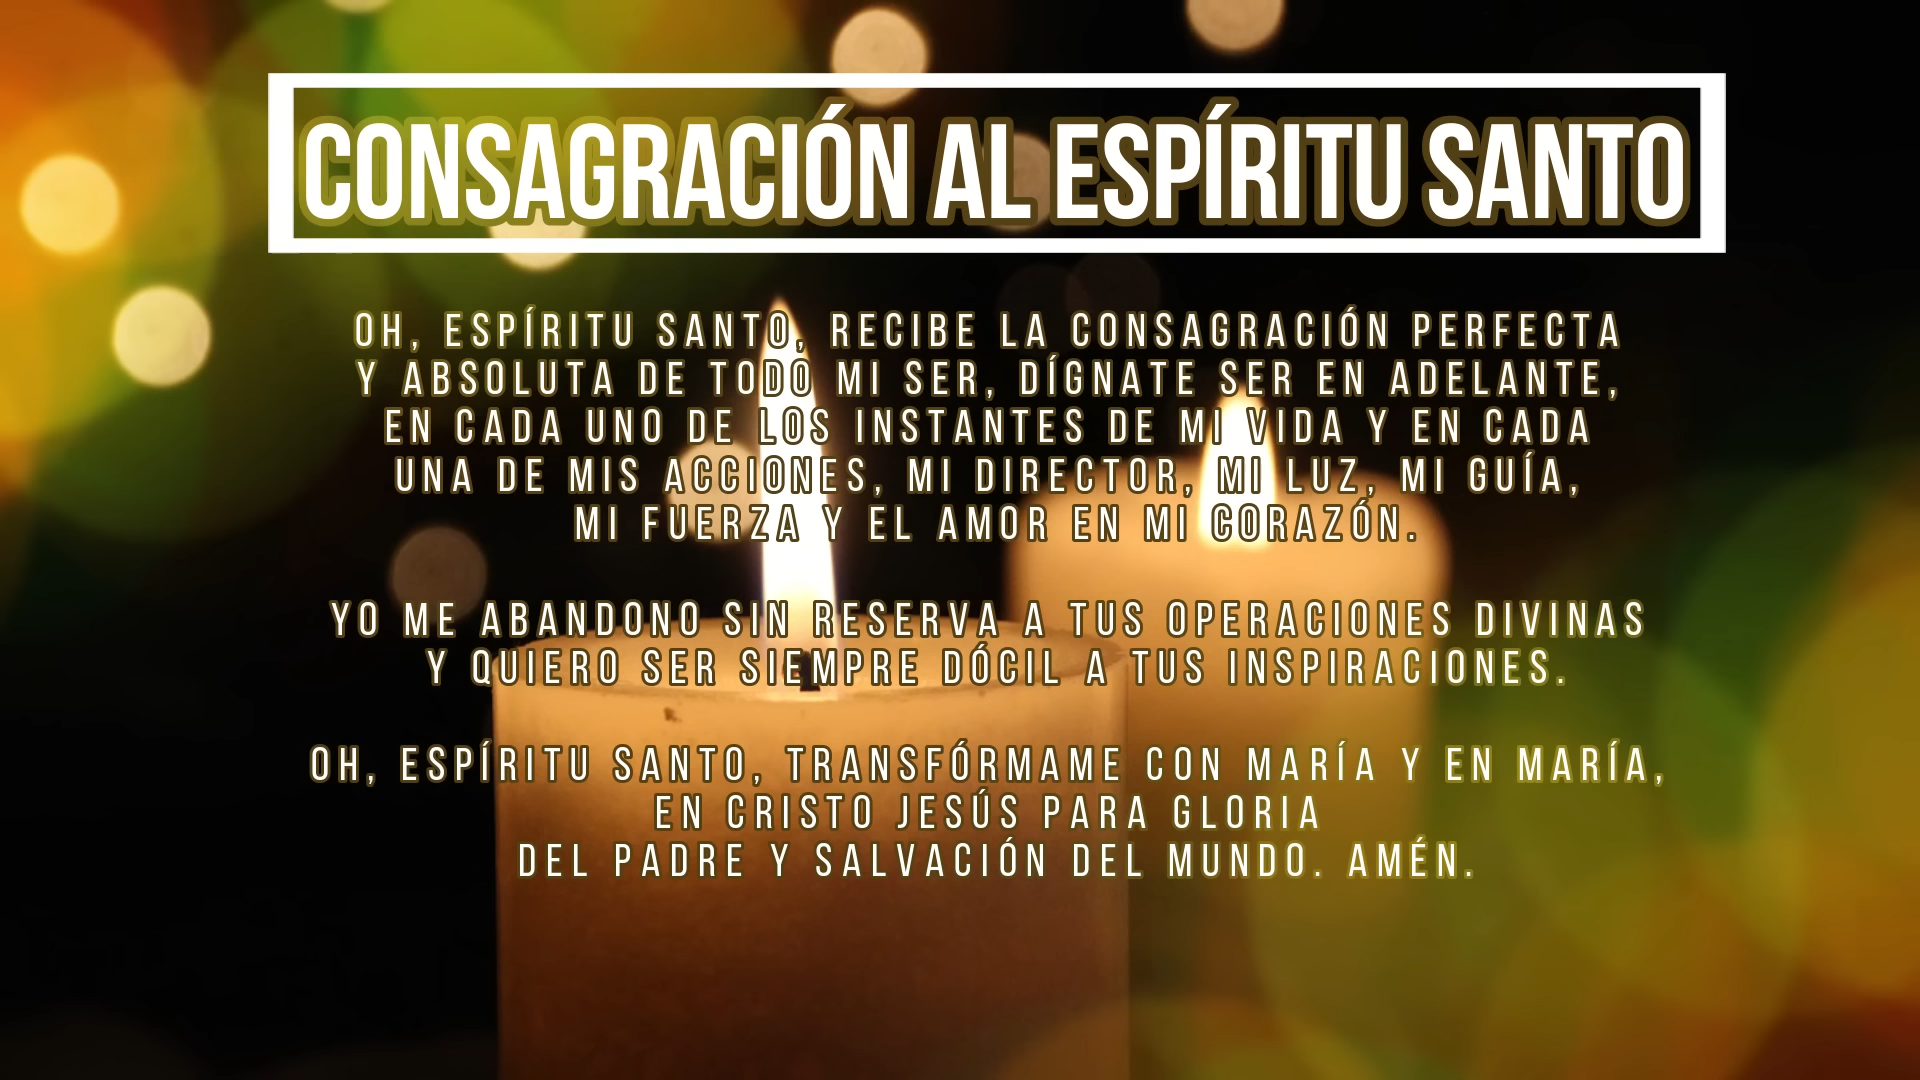 CONSAGRACIÓN AL ESPÍRITU SANTO
OH, ESPÍRITU SANTO, RECIBE LA CONSAGRACIÓN PERFECTA
Y ABSOLUTA DE TODO MI SER, DÍGNATE SER EN ADELANTE,
EN CADA UNO DE LOS INSTANTES DE MI VIDA Y EN CADA
UNA DE MIS ACCIONES, MI DIRECTOR, MI LUZ, MI GUÍA,
MI FUERZA Y EL AMOR EN MI CORAZÓN.
YO ME ABANDONO SIN RESERVA A TUS OPERACIONES DIVINAS
Y QUIERO SER SIEMPRE DÓCIL A TUS INSPIRACIONES.
OH, ESPÍRITU SANTO, TRANSFÓRMAME CON MARÍA Y EN MARÍA,
EN CRISTO JESÚS PARA GLORIA
DEL PADRE Y SALVACIÓN DEL MUNDO. AMÉN.